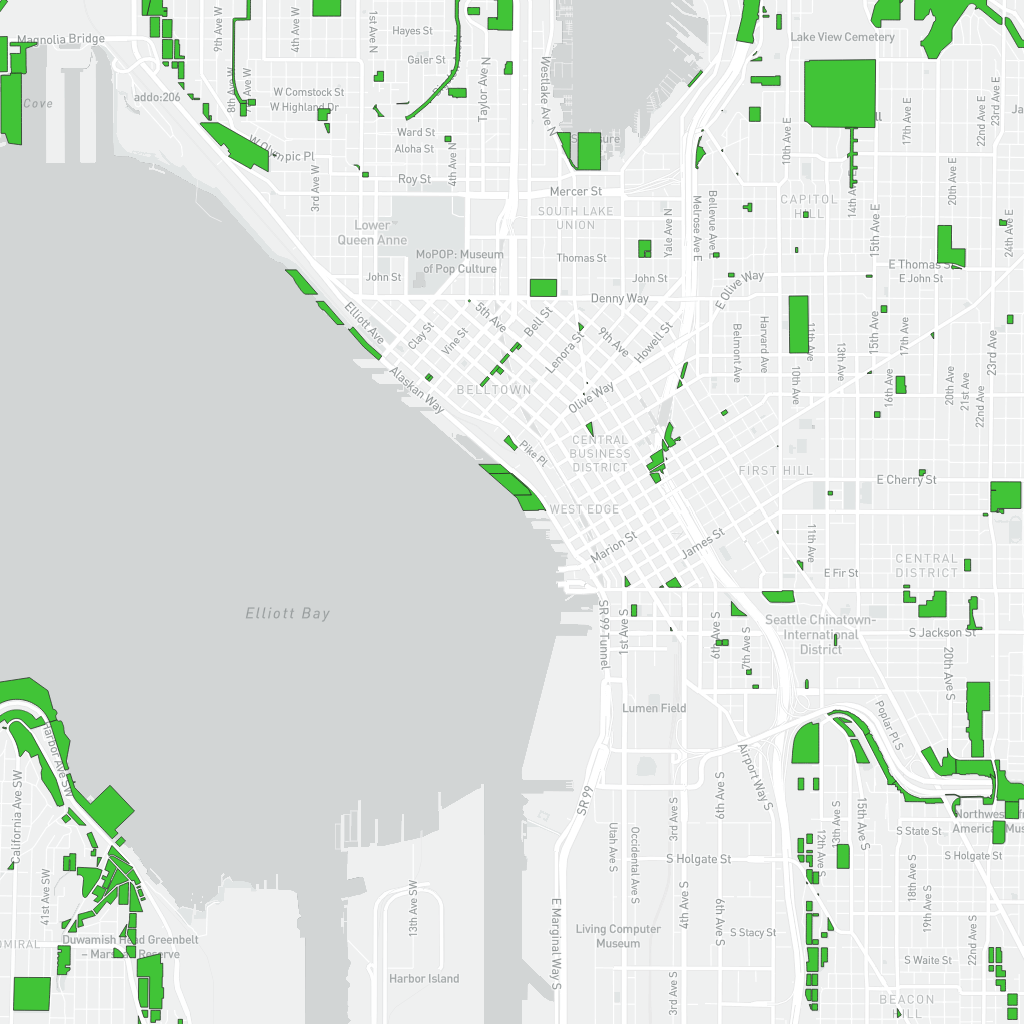 Magnolia Bridge
9th Ave W
4th Ave W
1st Ave N
Hayes St
Galer St
Taylor Ave N
Westlake Ave N
Lake View Cemetery
Cove
addo:206
8th Ave W
7th Ave W
W Comstock St
W Highland Dr
Ward St
Aloha St
4th Ave N
W Olympic Pl
3rd Ave W
Roy St
Mercer St
10th Ave E
17th Ave E
22nd Ave E
23rd Ave E
20th Ave E
14th Ave E
15th Ave E
24th Ave E
CAPITOL
HILL
SOUTH LAKE
UNION
Yale Ave N
Melrose Ave E
Bellevue Ave E
Lower
Queen Anne
MoPOP: Museum
of Pop Culture
Thomas St
John St
John St
E Thomas St
E John St
Denny Way
E Olive Way
Elliott Ave
Clay St
Vine St
5th Ave
Bell St
Lenora St
9th Ave
Howell St
Belmont Ave
Harvard Ave
11th Ave
10th Ave
13th Ave
15th Ave
17th Ave
16th Ave
20th Ave
21st Ave
22nd Ave
23rd Ave
Alaskan Way
BELLTOWN
Olive Way
Pike Pl
CENTRAL
BUSINESS
DISTRICT
FIRST HILL
E Cherry St
WEST EDGE
Marion St
James St
11th Ave
E Fir St
CENTRAL
DISTRICT
Elliott Bay
SR 99 Tunnel
1st Ave S
6th Ave S
7th Ave S
Seattle Chinatown-
International
District
S Jackson St
20th Ave S
Lumen Field
Poplar Pl S
Airport Way S
Harbor Ave SW
California Ave SW
SR 99
6th Ave S
3rd Ave S
Utah Ave S
Occidental Ave S
12th Ave S
13th Ave S
15th Ave S
S State St
S Holgate St
S Holgate St
41st Ave SW
13th Ave SW
E Marginal Way S
4th Ave S
6th Ave S
18th Ave S
19th Ave S
22nd Ave S
Living Computer
Museum
S Stacy St
Duwamish Head Greenbelt
S Waite St
Harbor Island
3rd Ave S
BEACON
HILL